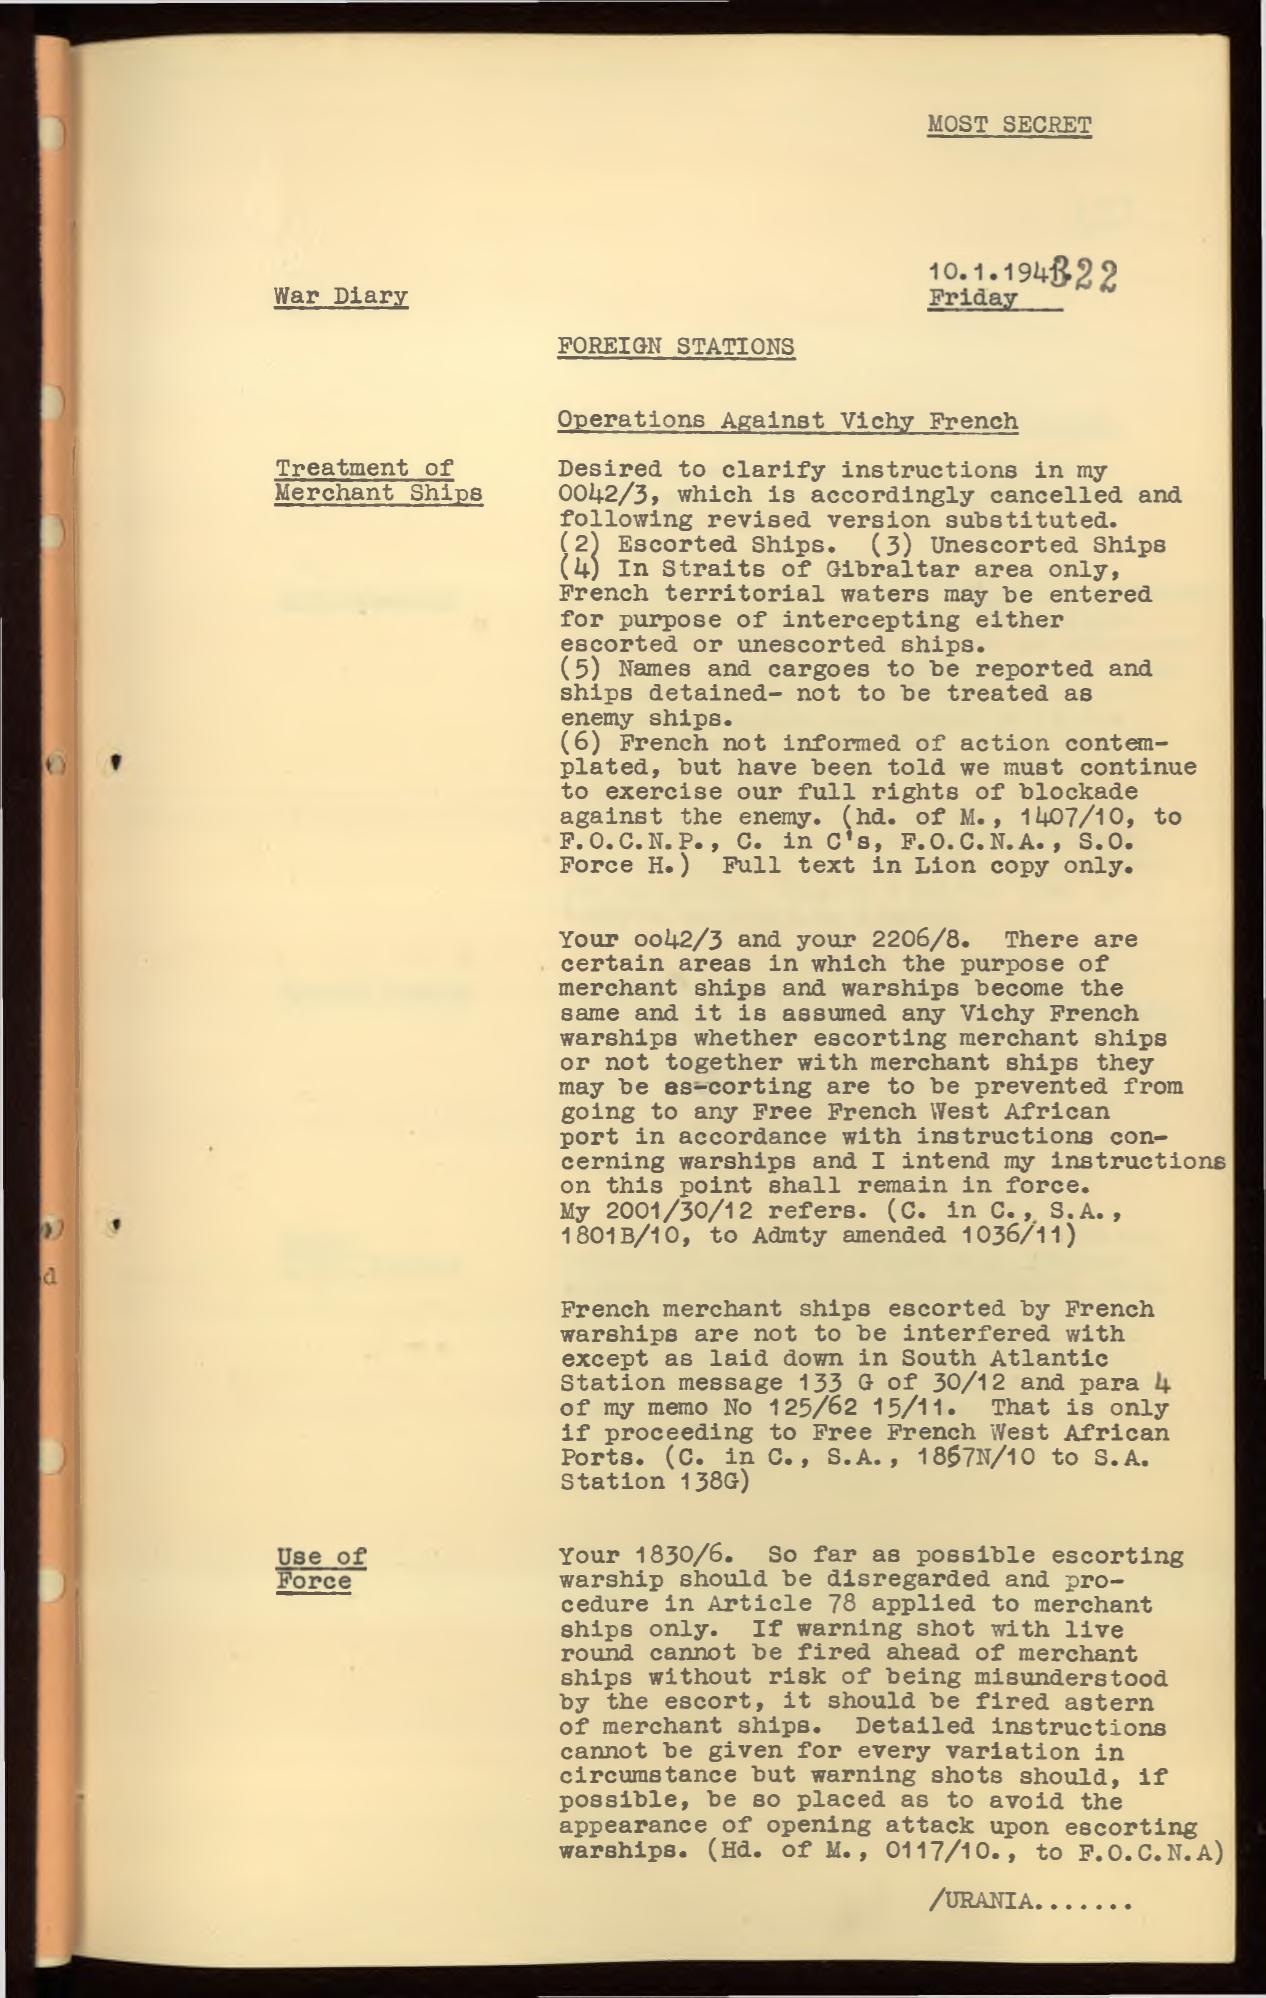 MOST SECRET
10.1.1941.
322
Friday
War Diary
FOREIGN STATIONS
Operations Against Vichy French
Treatment of
Merchant Ships
Desired to clarify instructions in my
0042/3, which is accordingly cancelled and
following revised version substituted.
(2) Escorted Ships. (3) Unescorted Ships
(4) In Straits of Gibraltar area only,
French territorial waters may be entered
for purpose of intercepting either
escorted or unescorted ships.
(5) Names and cargoes to be reported and
ships detained- not to be treated as
enemy ships.
(6) French not informed of action contem-
plated, but have been told we must continue
to exercise our full rights of blockade
against the enemy. (hd. of M., 1407/10, to
F.O.C.N.P., C. in C's, F.O.C.N.A., S.O.
Force H.) Full text in Lion copy only.
Your oo42/3 and your 2206/8. There are
certain areas in which the purpose of
merchant ships and warships become the
same and it is assumed any Vichy French
warships whether escorting merchant ships
or not together with merchant ships they
may be es-corting are to be prevented from
going to any Free French West African
port in accordance with instructions con-
cerning warships and I intend my instructions
on this point shall remain in force.
My 2001/30/12 refers. (C. in C., S.A.,
1801B/10, to Admty amended 1036/11)
d
French merchant ships escorted by French
warships are not to be interfered with
except as laid down in South Atlantic
Station message 133 G of 30/12 and para 4
of my memo No 125/62 15/11. That is only
if proceeding to Free French West African
Ports. (C. in C., S.A., 1857N/10 to S.A.
Station 138G)
Use of
Force
Your 1830/6. So far as possible escorting
warship should be disregarded and pro-
cedure in Article 78 applied to merchant
ships only. If warning shot with live
round cannot be fired ahead of merchant
ships without risk of being misunderstood
by the escort, it should be fired astern
of merchant ships. Detailed instructions
cannot be given for every variation in
circumstance but warning shots should, if
possible, be so placed as to avoid the
appearance of opening attack upon escorting
warships. (Hd. of M., 0117/10., to F.O.C.N.A)
/URANIA.......